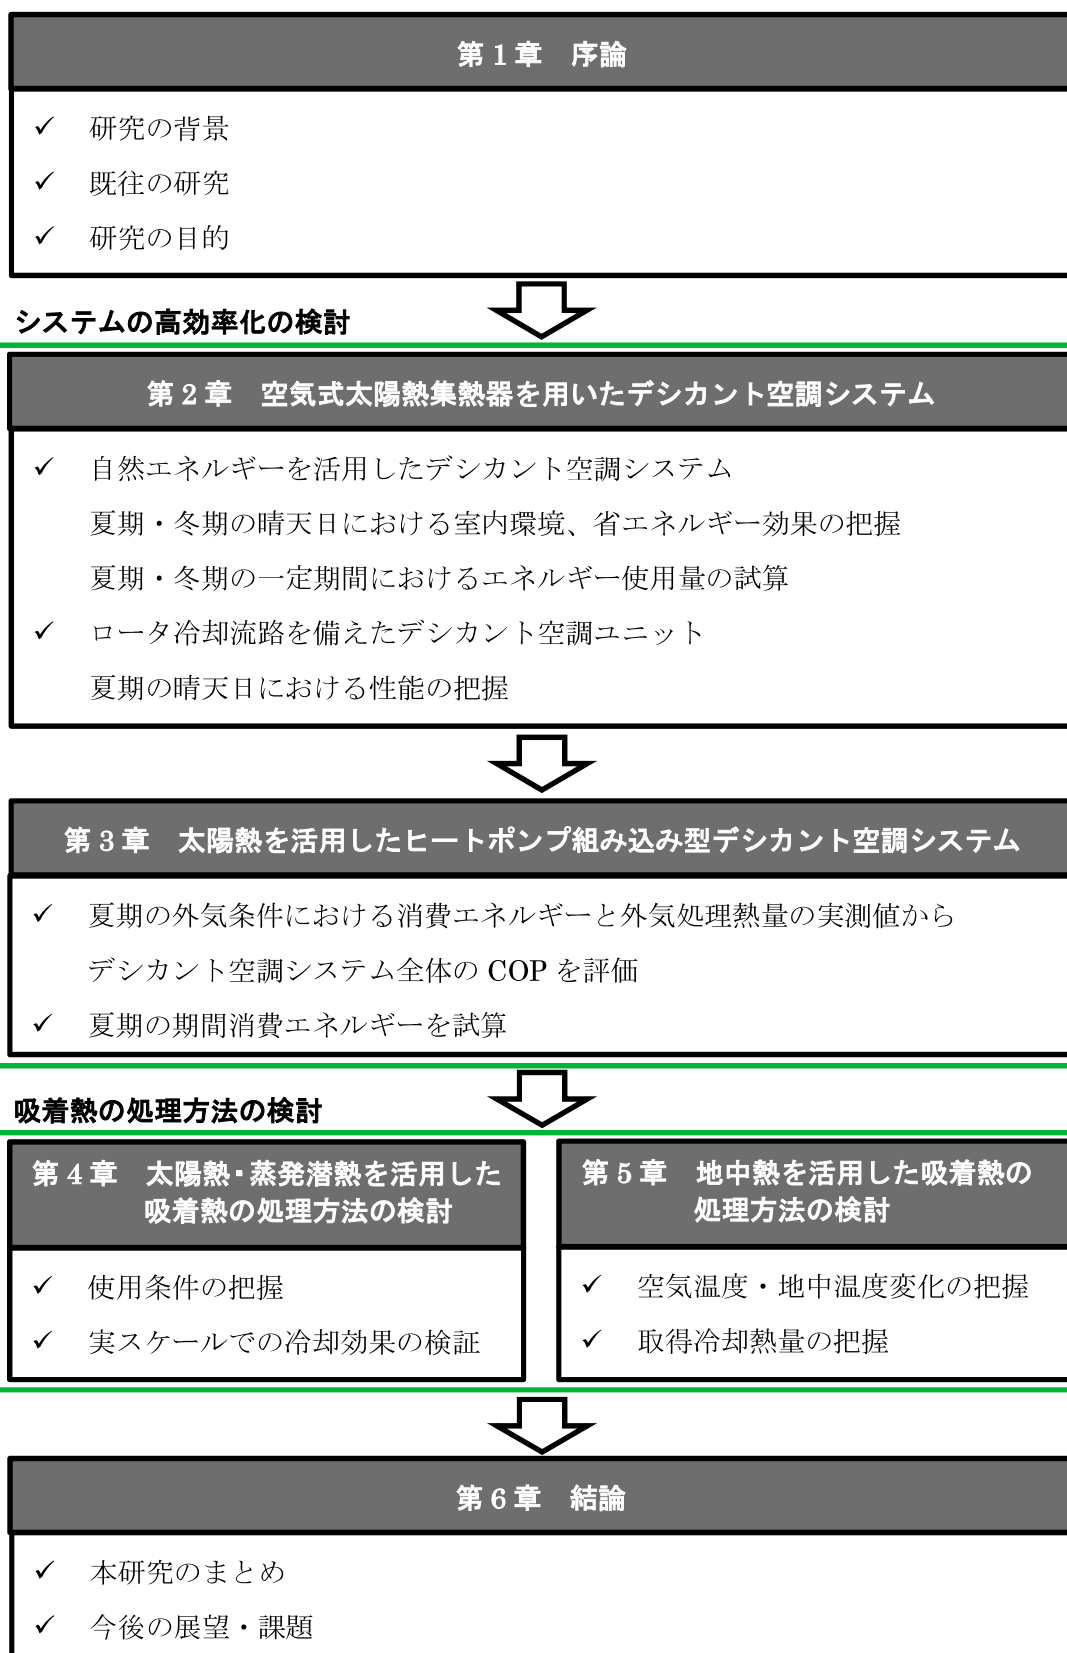 第 1 章　序論
✓　研究の背景
✓　既往の研究
✓　研究の目的
システムの高効率化の検討
第 2 章　空気式太陽熱集熱器を用いたデシカント空調システム
✓　自然エネルギーを活用したデシカント空調システム
夏期・冬期の晴天日における室内環境、省エネルギー効果の把握
夏期・冬期の一定期間におけるエネルギー使用量の試算
✓　ロータ冷却流路を備えたデシカント空調ユニット
夏期の晴天日における性能の把握
第 3 章　太陽熱を活用したヒートポンプ組み込み型デシカント空調システム
✓　夏期の外気条件における消費エネルギーと外気処理熱量の実測値から
デシカント空調システム全体の COP を評価
✓　夏期の期間消費エネルギーを試算
吸着熱の処理方法の検討
第 4 章　太陽熱・蒸発潜熱を活用した
吸着熱の処理方法の検討
✓　使用条件の把握
✓　実スケールでの冷却効果の検証
第 5 章　地中熱を活用した吸着熱の
処理方法の検討
✓　空気温度・地中温度変化の把握
✓　取得冷却熱量の把握
第 6 章　結論
✓　本研究のまとめ
✓　今後の展望・課題